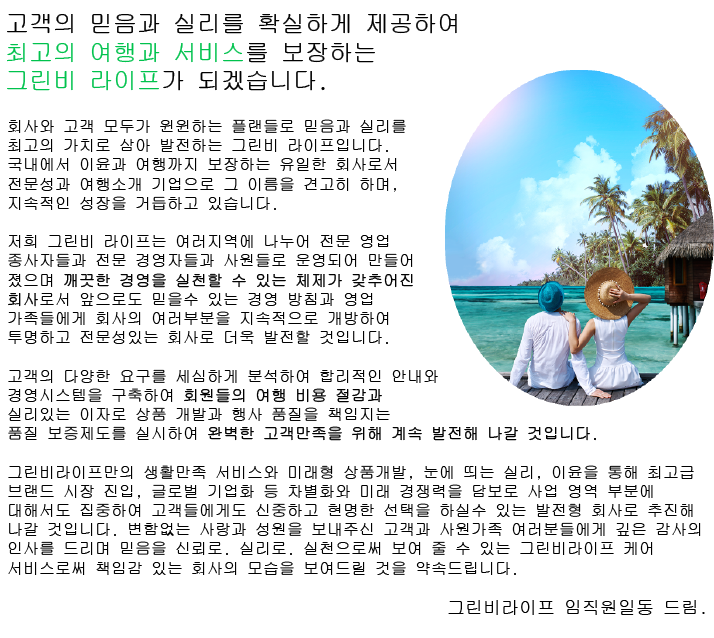 고객의 믿음과 실리를 확실하게 제공하여
최고의 여행과 서비스를 보장하는
그린비 라이프가 되겠습니다.
회사와 고객 모두가 윈윈하는 플랜들로 믿음과 실리를
최고의 가치로 삼아 발전하는 그린비 라이프입니다.
국내에서 이윤과 여행까지 보장하는 유일한 회사로서
전문성과 여행소개 기업으로 그 이름을 견고히 하며,
지속적인 성장을 거듭하고 있습니다.
저희 그린비 라이프는 여러지역에 나누어 전문 영업
종사자들과 전문 경영자들과 사원들로 운영되어 만들어
졌으며 깨끗한 경영을 실천할 수 있는 체제가 갖추어진
회사로서 앞으로도 믿을수 있는 경영 방침과 영업
가족들에게 회사의 여러부분을 지속적으로 개방하여
투명하고 전문성있는 회사로 더욱 발전할 것입니다.
고객의 다양한 요구를 세심하게 분석하여 합리적인 안내와
경영시스템을 구축하여 회원들의 여행 비용 절감과
실리있는 이자로 상품 개발과 행사 품질을 책임지는
품질 보증제도를 실시하여 완벽한 고객만족을 위해 계속 발전해 나갈 것입니다.
그린비라이프만의 생활만족 서비스와 미래형 상품개발, 눈에 띄는 실리, 이윤을 통해 최고급
브랜드 시장 진입, 글로벌 기업화 등 차별화와 미래 경쟁력을 담보로 사업 영역 부분에
대해서도 집중하여 고객들에게도 신중하고 현명한 선택을 하실수 있는 발전형 회사로 추진해
나갈 것입니다. 변함없는 사랑과 성원을 보내주신 고객과 사원가족 여러분들에게 깊은 감사의
인사를 드리며 믿음을 신뢰로. 실리로. 실천으로써 보여 줄 수 있는 그린비라이프 케어
서비스로써 책임감 있는 회사의 모습을 보여드릴 것을 약속드립니다.
그린비라이프 임직원일동 드림.